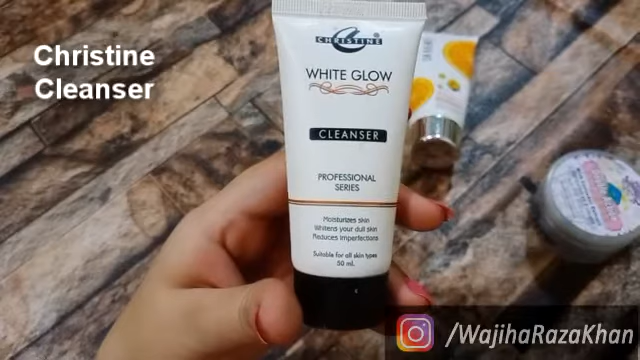 Christine
Cleanser
CHRISTINE
WHITE GLOW
CLEANSER
PROFESSIONAL
SERIES
Moisturizes skin
Whitens your dull skin
Reduces Imperfections
Suitable for all skin types
50 ml.
/WajihaRazaKhan